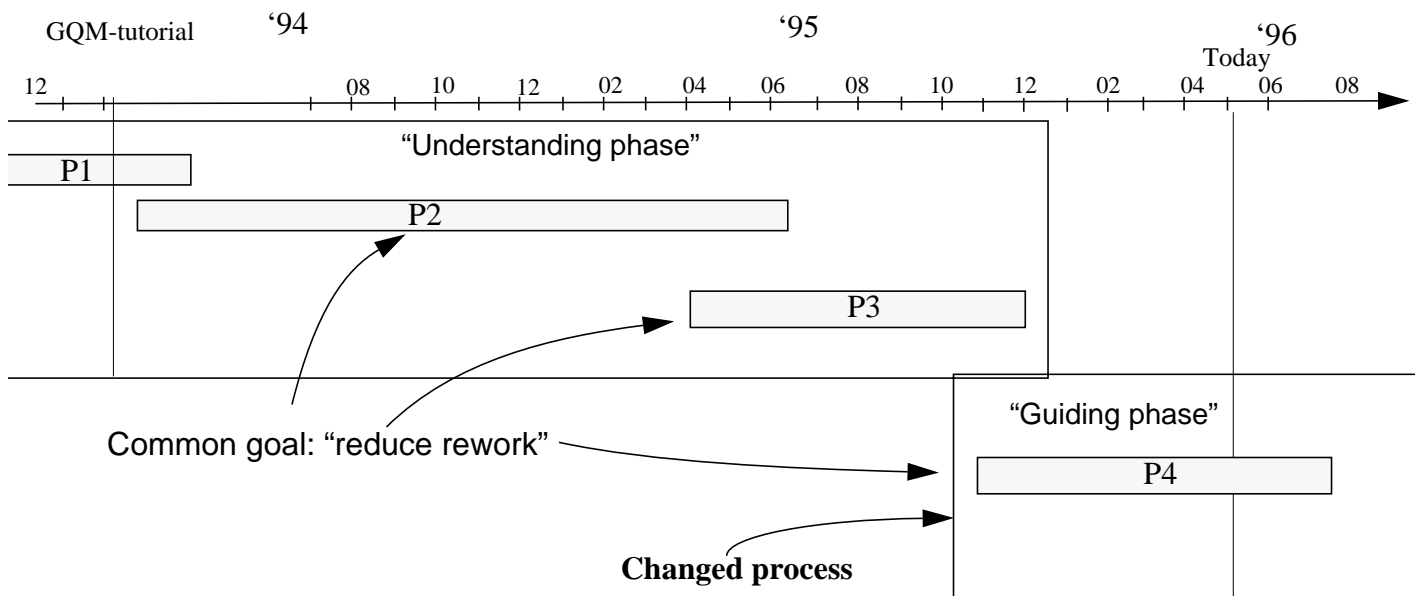 GQM-tutorial ‘94 ‘95 ‘96
Today
12 08 10 12 02 04 06 08 10 12 02 04 06 08
“Understanding phase”
P1
P2
P3
“Guiding phase”
Common goal: “reduce rework”
P4
Changed process